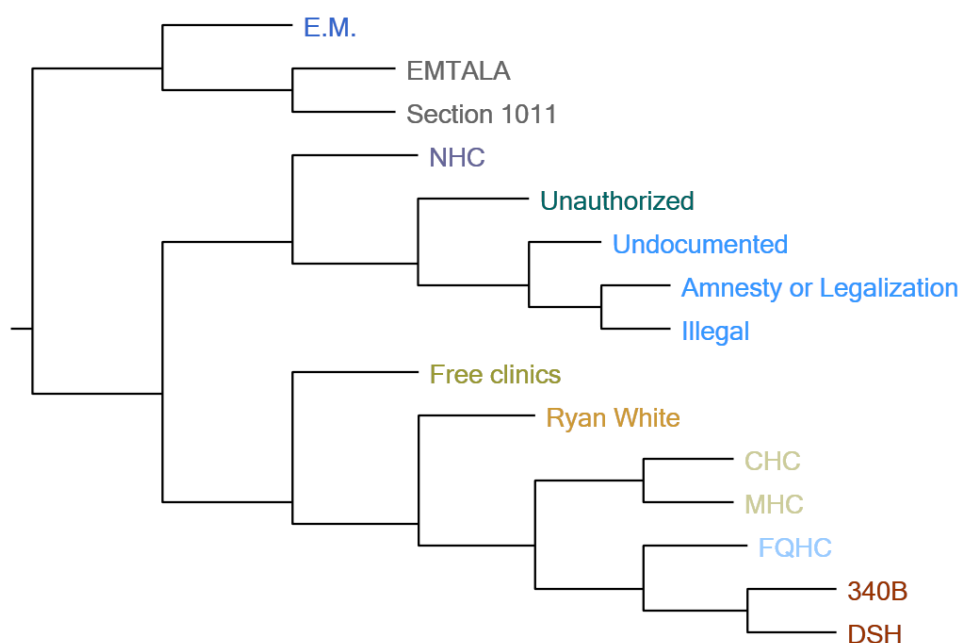 E.M.
EMTALA
Section 1011
NHC
Unauthorized
Undocumented
Amnesty or Legalization
Illegal
Free clinics
Ryan White
CHC
MHC
FQHC
340B
DSH